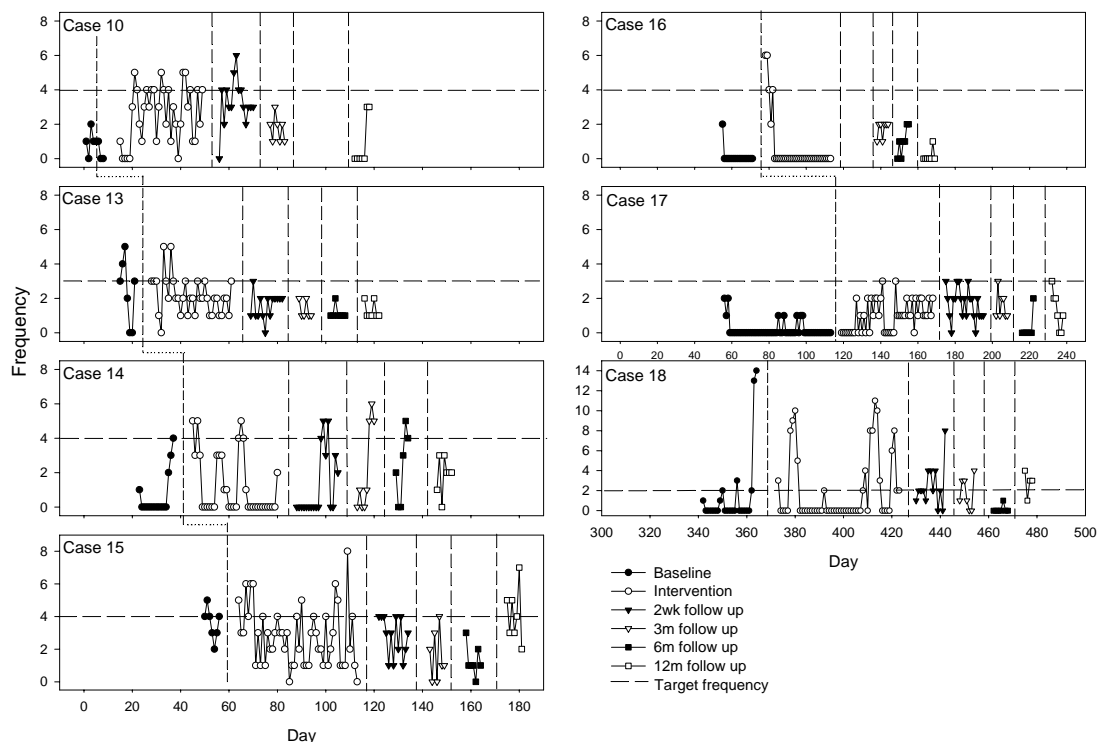 Case 10
8
6
4
2
0
Case 13
8
6
4
2
0
Case 14
8
6
4
2
0
Case 15
8
6
4
2
0
0 20 40 60 80 100 120 140 160 180
Day
Frequency
Case 16
8
6
4
2
0
Case 17
8
6
4
2
0
0 20 40 60 80 100 120 140 160 180 200 220 240
Case 18
14
12
10
8
6
4
2
0
300 320 340 360 380 400 420 440 460 480 500
Day
Baseline
Intervention
2wk follow up
3m follow up
6m follow up
12m follow up
Target frequency